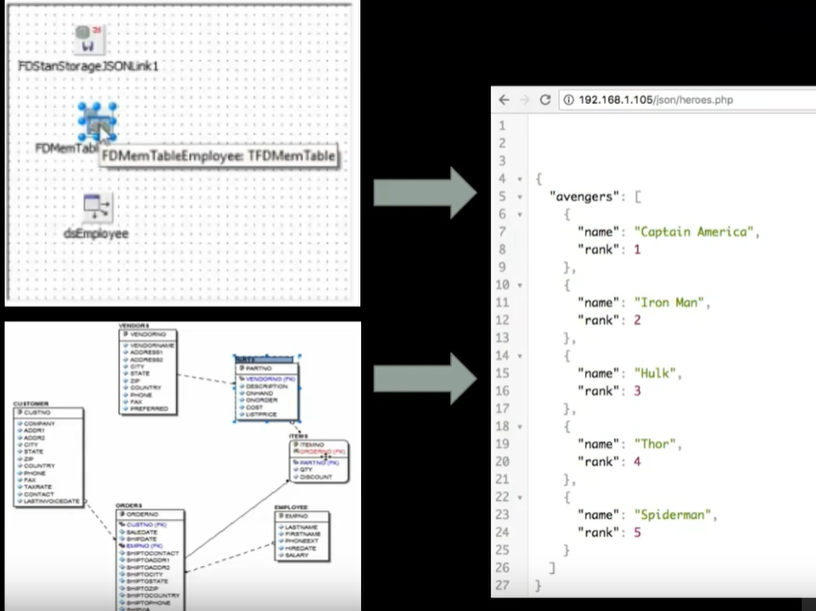 FDStanStorageJSONLink1
FDMemTabl
FDMemTableEmployee: TFDMemTable
dsEmployee
VENDORS
VENDORNO
VENDORNAME
ADDRESS1
ADDRESS2
CITY
STATE
ZIP
COUNTRY
PHONE
FAX
PREFERRED
PARTNO
VENDORNO (FK)
DESCRIPTION
ONHAND
ONORDER
COST
LISTPRICE
CUSTOMER
CUSTNO
COMPANY
ADDR1
ADDR2
CITY
STATE
ZIP
COUNTRY
PHONE
FAX
TAXRATE
CONTACT
LASTINVOICEDATE
ITEMS
ITEMNO
ORDERNO (FK)
PARTNO (FK)
QTY
DISCOUNT
ORDERS
ORDERNO
CUSTNO (FK)
SALEDATE
SHIPDATE
EMPNO (FK)
SHIPTOCONTACT
SHIPTOADDR1
SHIPTOADDR2
SHIPTOCITY
SHIPTOSTATE
SHIPTOZIP
SHIPTOCOUNTRY
SHIPTOPHONE
SHIPVIA
EMPLOYEE
EMPNO
LASTNAME
FIRSTNAME
PHONEEXT
HIREDATE
SALARY
192.168.1.105/json/heroes.php
1
2
3
4 {
5 "avengers": [
6 {
7 "name": "Captain America",
8 "rank": 1
9 },
10 {
11 "name": "Iron Man",
12 "rank": 2
13 },
14 {
15 "name": "Hulk",
16 "rank": 3
17 },
18 {
19 "name": "Thor",
20 "rank": 4
21 },
22 {
23 "name": "Spiderman",
24 "rank": 5
25 }
26 ]
27 }